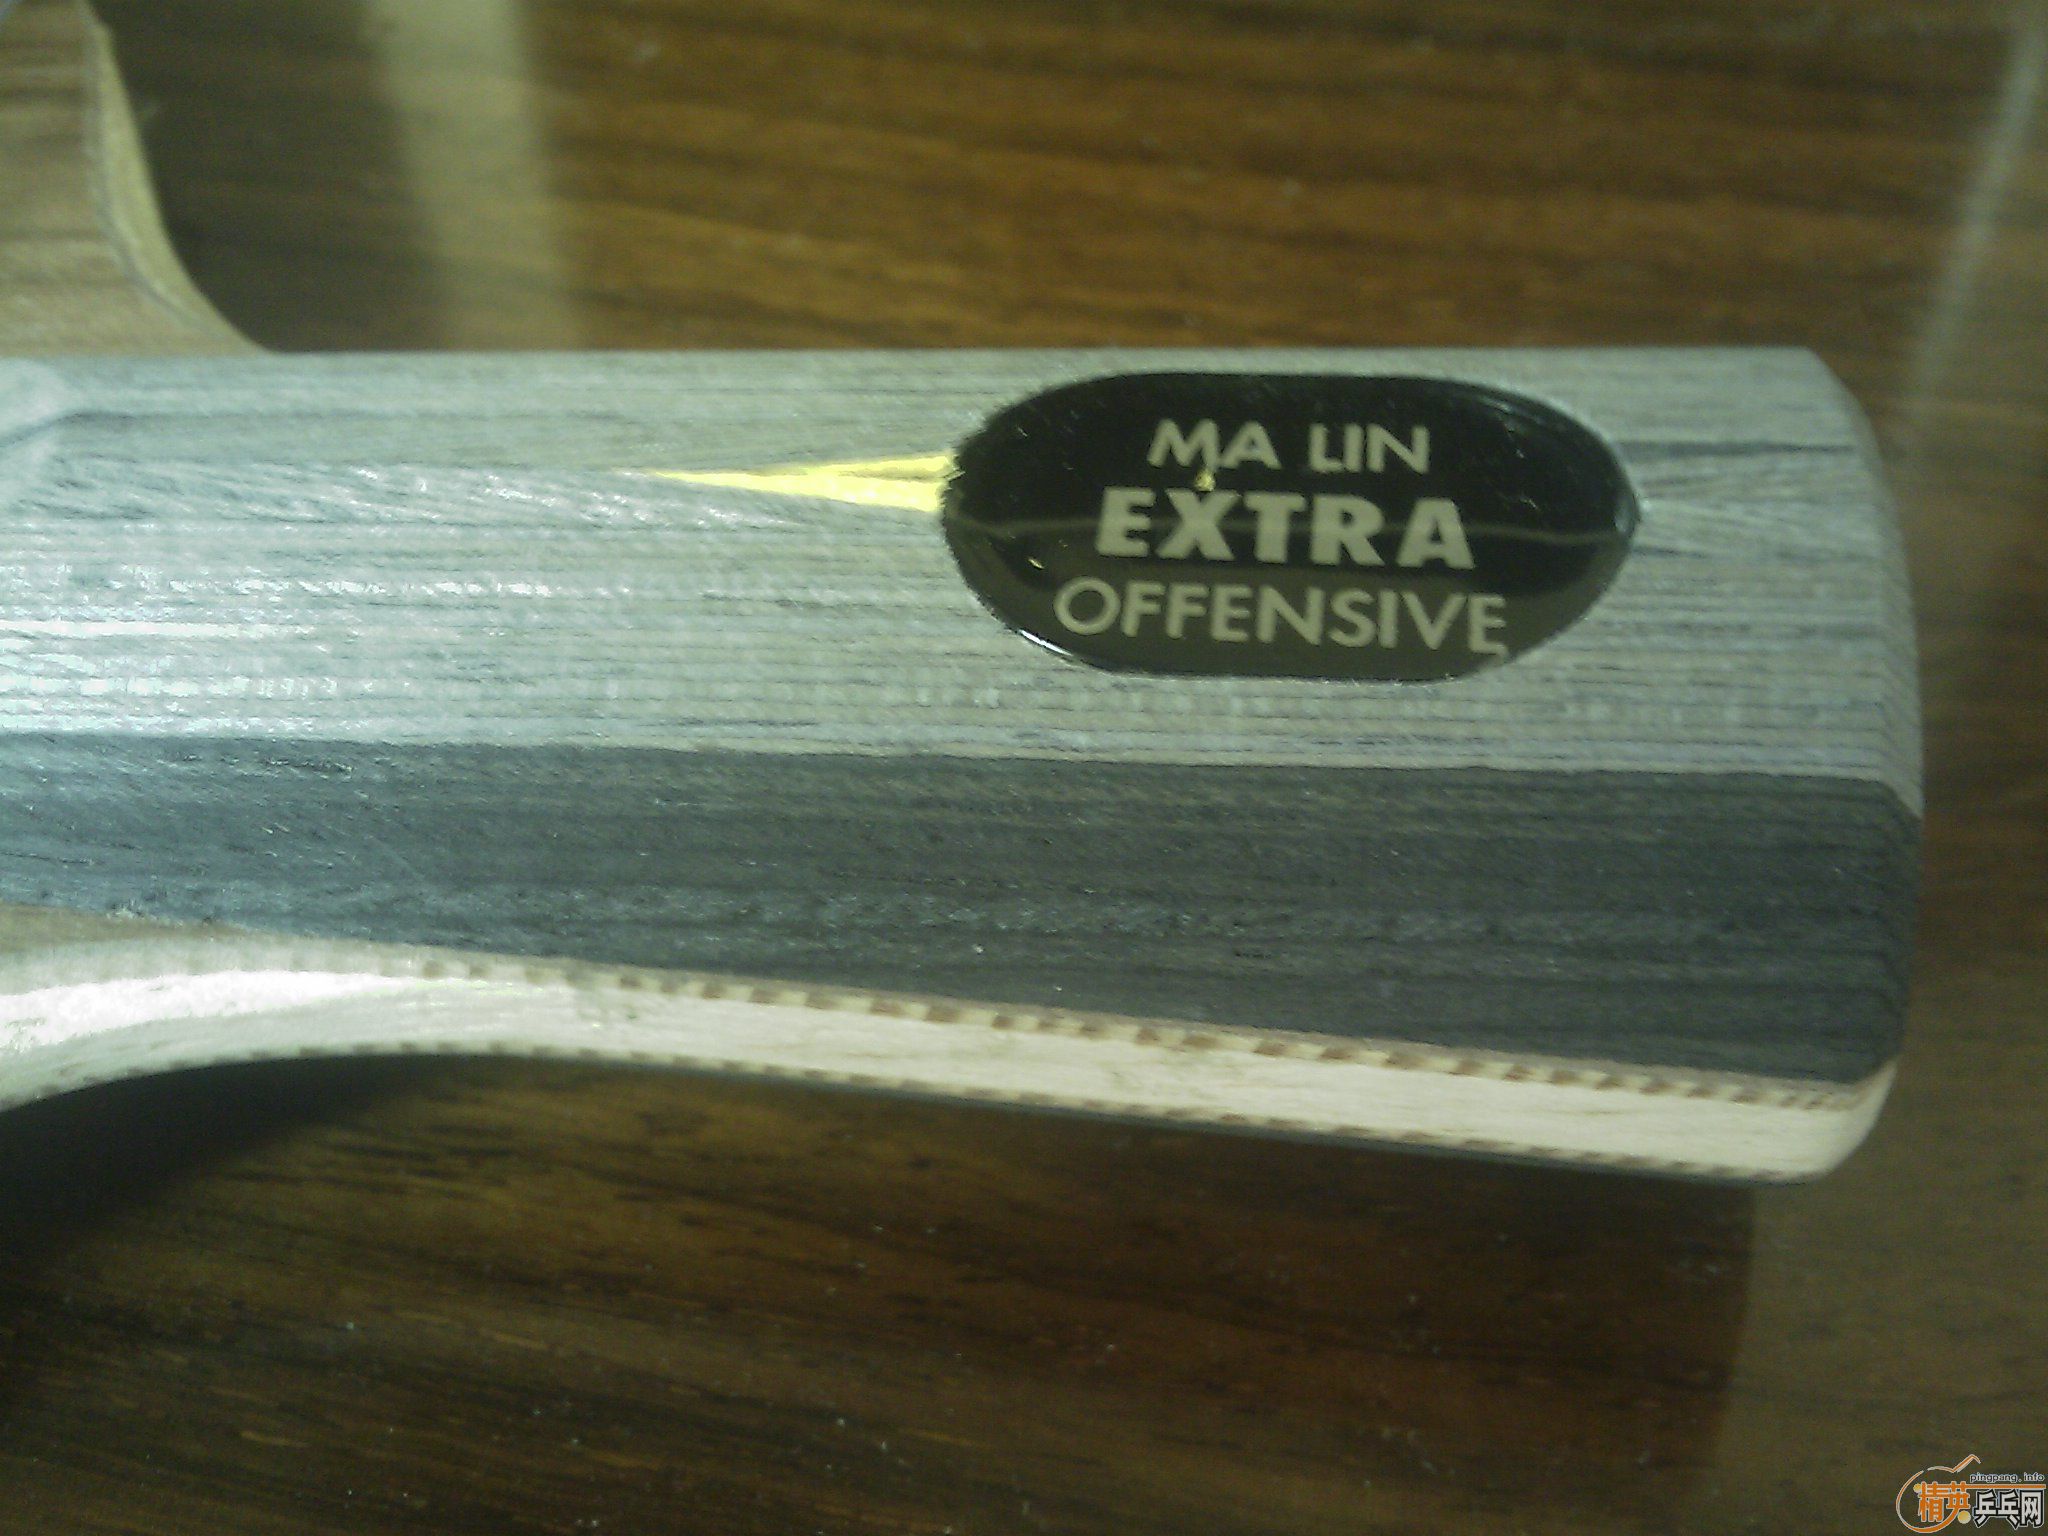 MA LIN
EXTRA
OFFENSIVE
pingpang.info
精英乒乓网